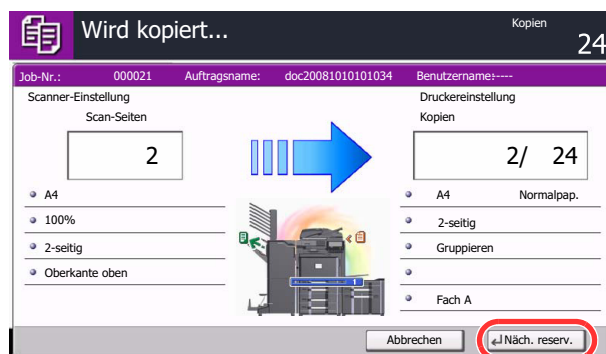 Wird kopiert...
Kopien
24
Job-Nr.: 000021 Auftragsname: doc20081010101034 Benutzername:----
Scanner-Einstellung
Druckereinstellung
Scan-Seiten
Kopien
2
2/ 24
A4
A4 Normalpap.
100%
2-seitig
2-seitig
Gruppieren
Oberkante oben
Fach A
1
Abbrechen
Näch. reserv.